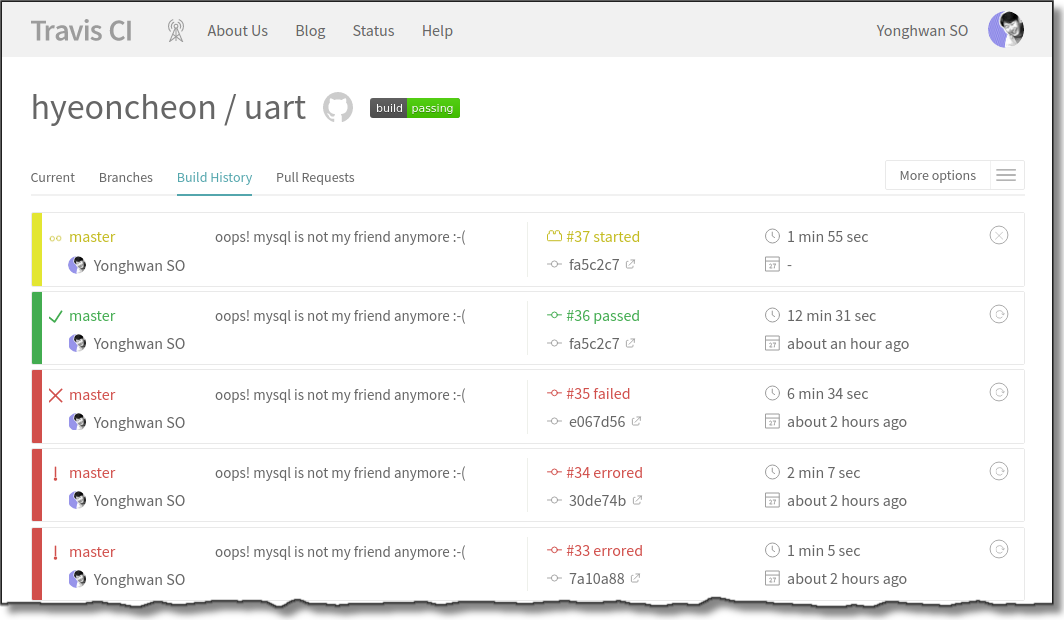 Travis CI About Us Blog Status Help Yonghwan SO
hyeoncheon / uart build passing
Current Branches Build History Pull Requests More options
master oops! mysql is not my friend anymore :-( #37 started 1 min 55 sec
Yonghwan SO fa5c2c7 27 -
master oops! mysql is not my friend anymore :-( #36 passed 12 min 31 sec
Yonghwan SO fa5c2c7 27 about an hour ago
master oops! mysql is not my friend anymore :-( #35 failed 6 min 34 sec
Yonghwan SO e067d56 27 about 2 hours ago
master oops! mysql is not my friend anymore :-( #34 errored 2 min 7 sec
Yonghwan SO 30de74b 27 about 2 hours ago
master oops! mysql is not my friend anymore :-( #33 errored 1 min 5 sec
Yonghwan SO 7a10a88 27 about 2 hours ago